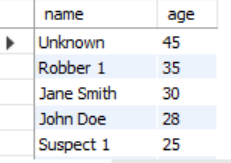 name age
Unknown 45
Robber 1 35
Jane Smith 30
John Doe 28
Suspect 1 25